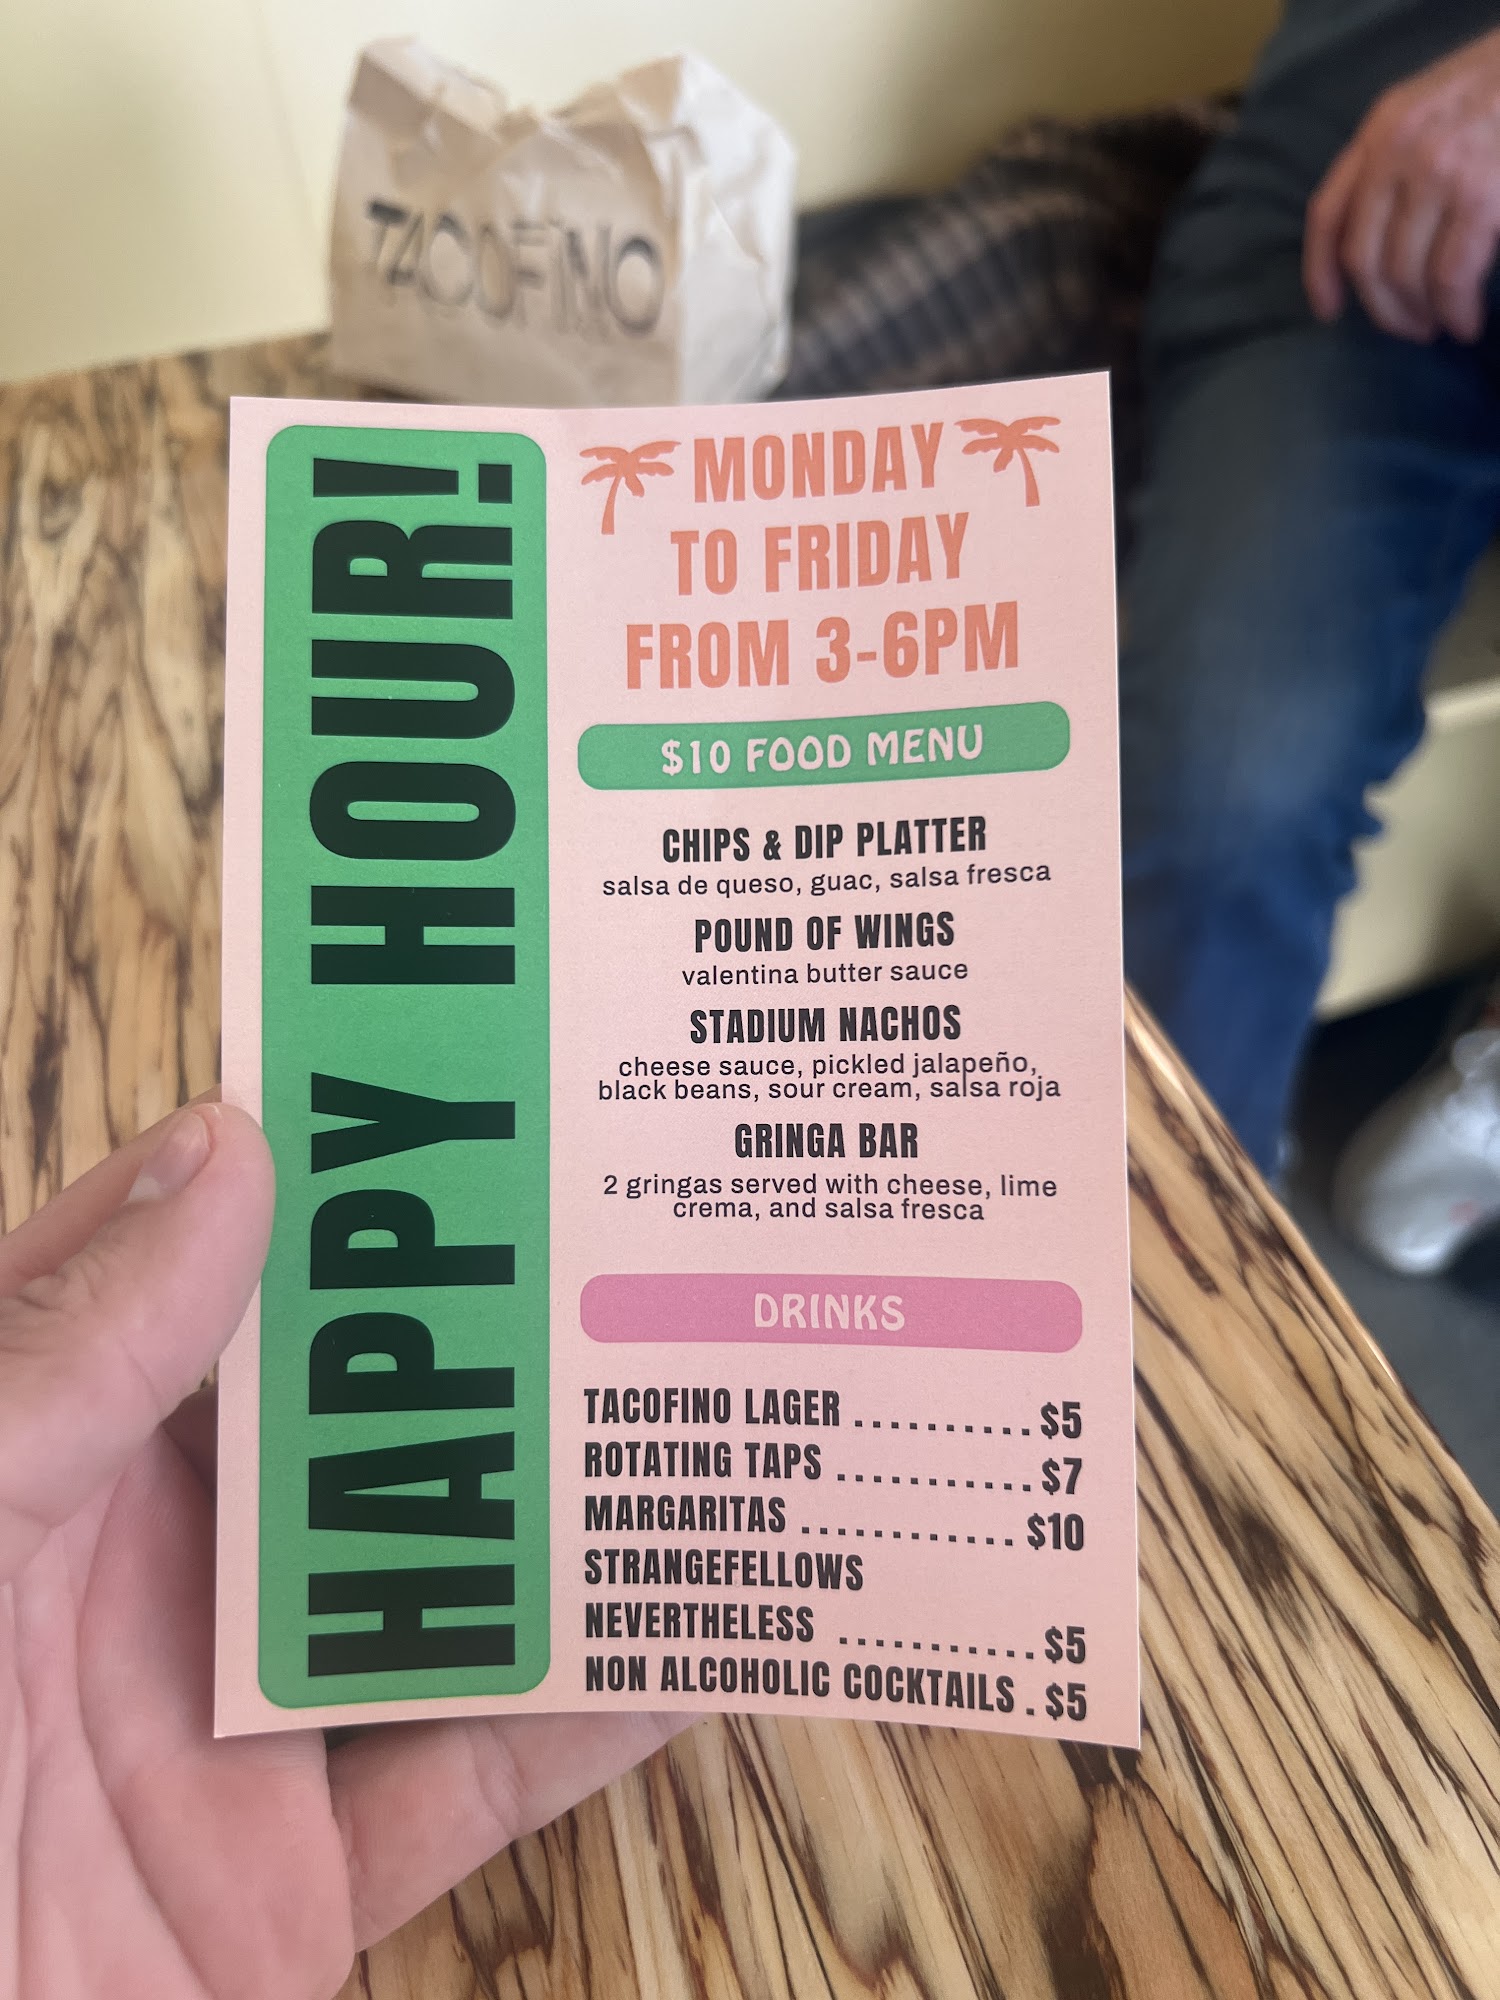 TACOFINO
HAPPY HOUR!
MONDAY
TO FRIDAY
FROM 3-6PM
$10 FOOD MENU
CHIPS & DIP PLATTER
salsa de queso, guac, salsa fresca
POUND OF WINGS
valentina butter sauce
STADIUM NACHOS
cheese sauce, pickled jalapeño,
black beans, sour cream, salsa roja
GRINGA BAR
2 gringas served with cheese, lime
crema, and salsa fresca
DRINKS
TACOFINO LAGER .......... $5
ROTATING TAPS ........... $7
MARGARITAS ............ $10
STRANGEFELLOWS
NEVERTHELESS ........... $5
NON ALCOHOLIC COCKTAILS . $5